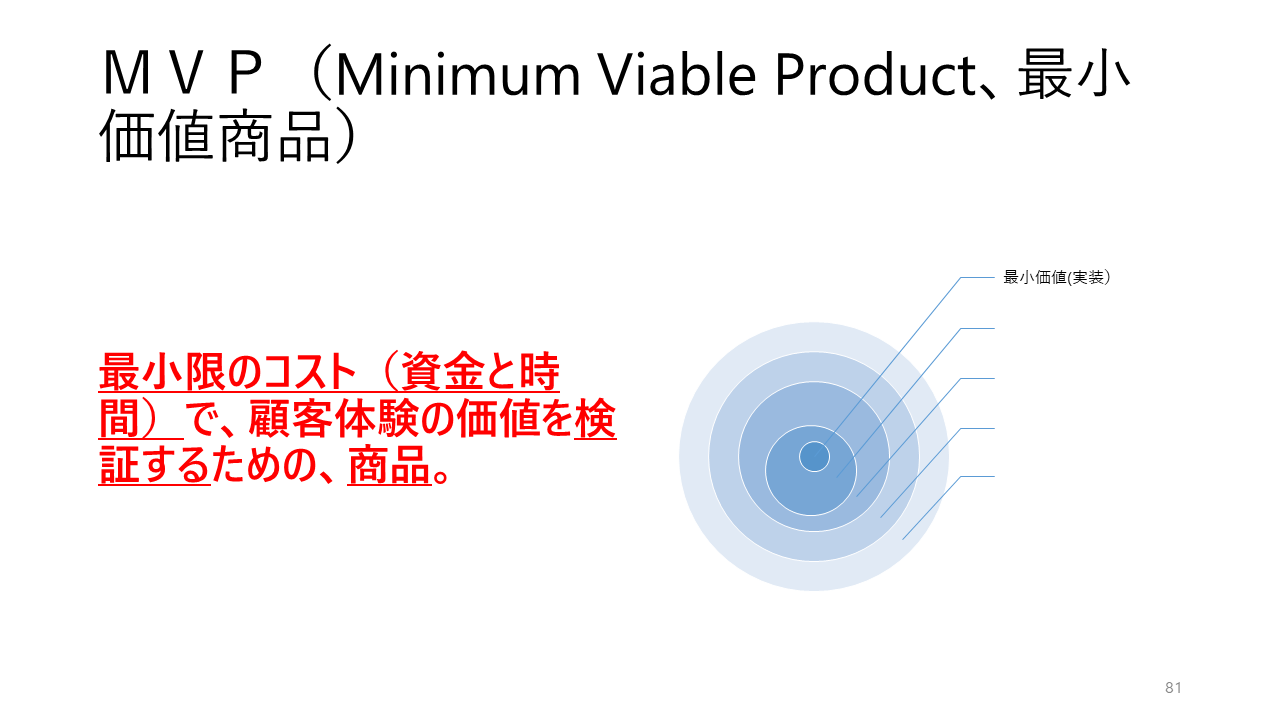 ＭＶＰ（Minimum Viable Product、最小
価値商品）
最小価値(実装）
最小限のコスト（資金と時
間）で、顧客体験の価値を検
証するための、商品。
81